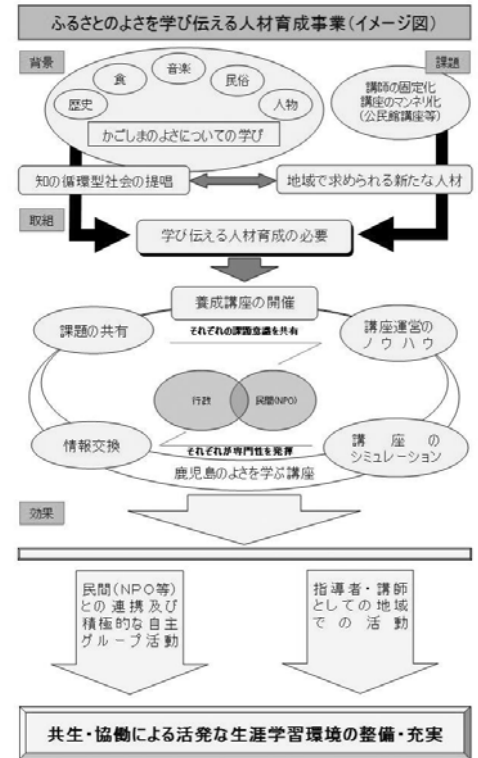 ふるさとのよさを学び伝える人材育成事業(イメージ図)
背景
課題
歴史
食
音楽
民俗
人物
かごしまのよさについての学び
講師の固定化
講座のマンネリ化
(公民館講座等)
知の循環型社会の提唱
地域で求められる新たな人材
取組
学び伝える人材育成の必要
養成講座の開催
課題の共有
それぞれの課題意識を共有
講座運営の
ノウハウ
行政
民間(NPO)
情報交換
それぞれが専門性を発揮
講座の
シミュレーション
鹿児島のよさを学ぶ講座
効果
民間(NPO等)
との連携及び
積極的な自主
グループ活動
指導者・講師
としての地域
での活動
共生・協働による活発な生涯学習環境の整備・充実